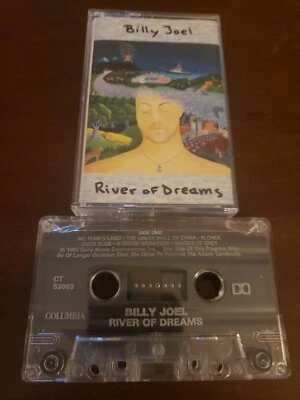 Billy Joel
River of Dreams
SIDE ONE
NO MAN'S LAND • THE GREAT WALL OF CHINA • BLONDE
OVER BLUE • A MINOR VARIATION • SHADES OF GREY
CT
53003
COLUMBIA
BILLY JOEL
RIVER OF DREAMS